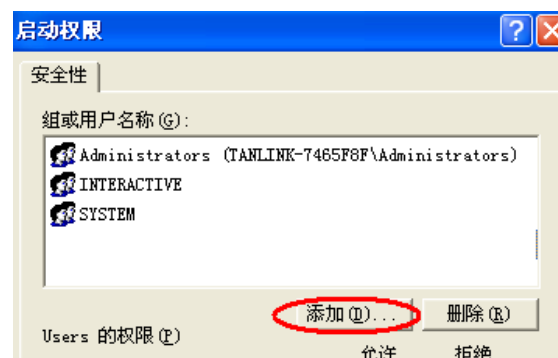 启动权限
安全性
组或用户名称(G):
Administrators (TANLINK-7465F8F\Administrators)
INTERACTIVE
SYSTEM
添加(D)... 删除(R)
Users 的权限(P)
允许 拒绝